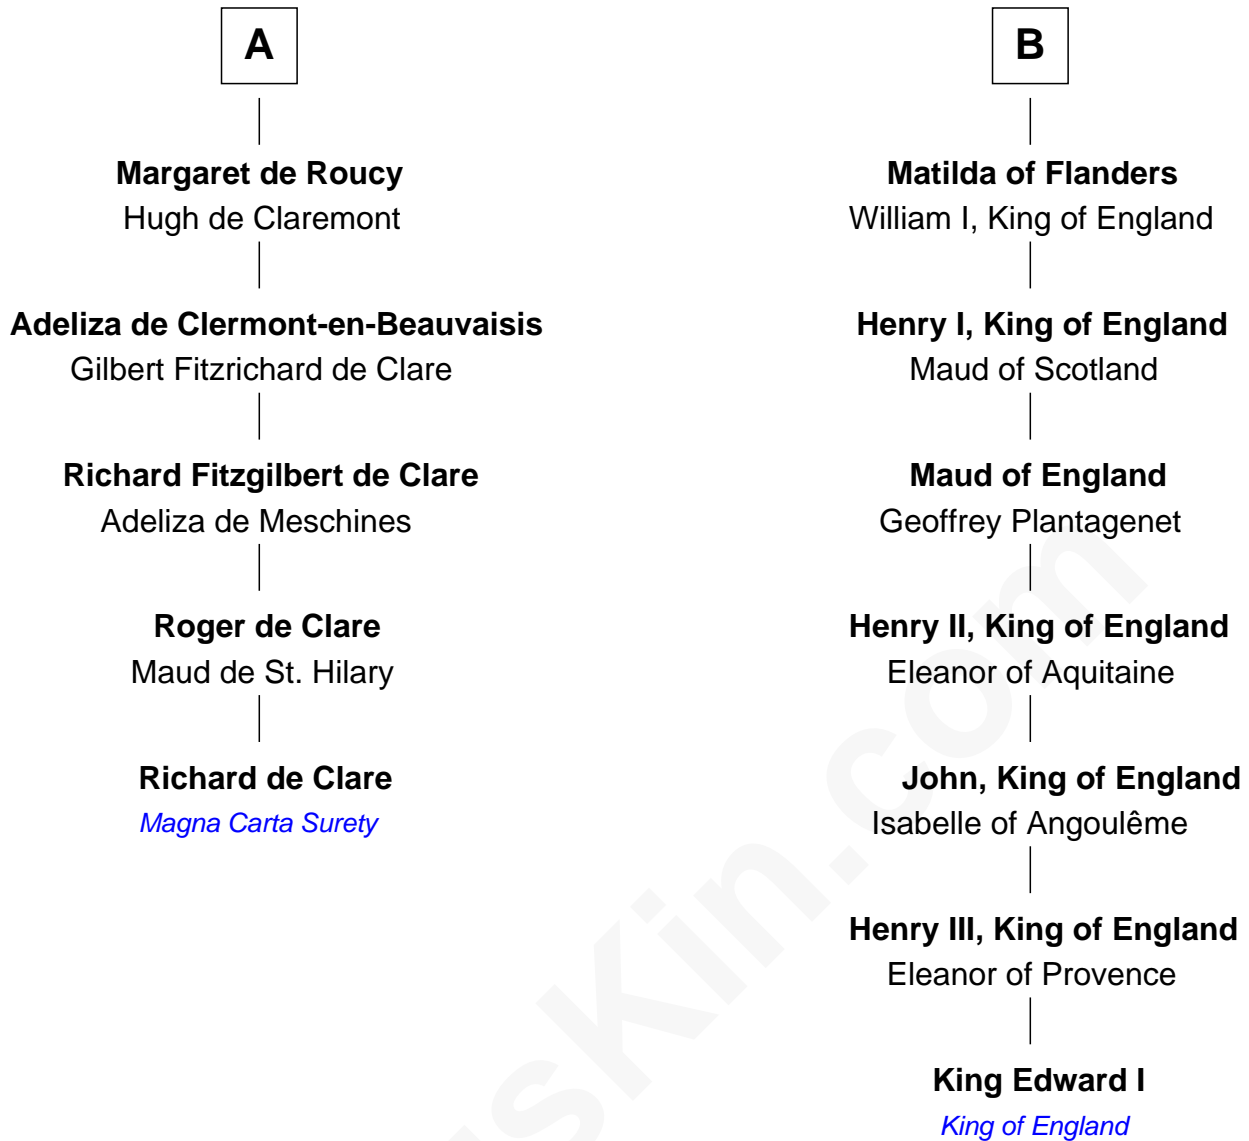 A
Margaret de Roucy
Hugh de Claremont
Adeliza de Clermont-en-Beauvaisis
Gilbert Fitzrichard de Clare
Richard Fitzgilbert de Clare
Adeliza de Meschines
Roger de Clare
Maud de St. Hilary
Richard de Clare
Magna Carta Surety
B
Matilda of Flanders
William I, King of England
Henry I, King of England
Maud of Scotland
Maud of England
Geoffrey Plantagenet
Henry II, King of England
Eleanor of Aquitaine
John, King of England
Isabelle of Angoulême
Henry III, King of England
Eleanor of Provence
King Edward I
King of England
sKin.com